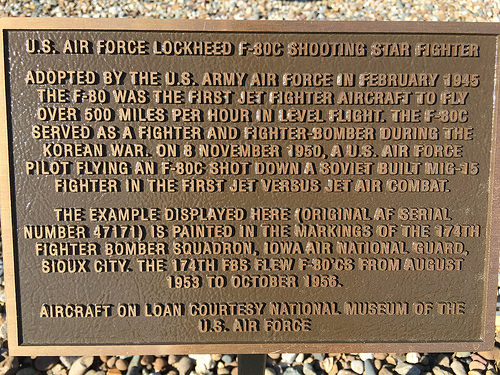 U.S. AIR FORCE LOCKHEED F-80C SHOOTING STAR FIGHTER
ADOPTED BY THE U.S. ARMY AIR FORCE IN FEBRUARY 1945
THE F-80 WAS THE FIRST JET FIGHTER AIRCRAFT TO FLY
OVER 500 MILES PER HOUR IN LEVEL FLIGHT. THE F-80C
SERVED AS A FIGHTER AND FIGHTER-BOMBER DURING THE
KOREAN WAR. ON 8 NOVEMBER 1950, A U.S. AIR FORCE
PILOT FLYING AN F-80C SHOT DOWN A SOVIET BUILT MIG-15
FIGHTER IN THE FIRST JET VERSUS JET AIR COMBAT.
THE EXAMPLE DISPLAYED HERE (ORIGINAL AF SERIAL
NUMBER 47171) IS PAINTED IN THE MARKINGS OF THE 174TH
FIGHTER BOMBER SQUADRON, IOWA AIR NATIONAL GUARD,
SIOUX CITY. THE 174TH FBS FLEW F-80'CS FROM AUGUST
1953 TO OCTOBER 1956.
AIRCRAFT ON LOAN COURTESY NATIONAL MUSEUM OF THE
U.S. AIR FORCE